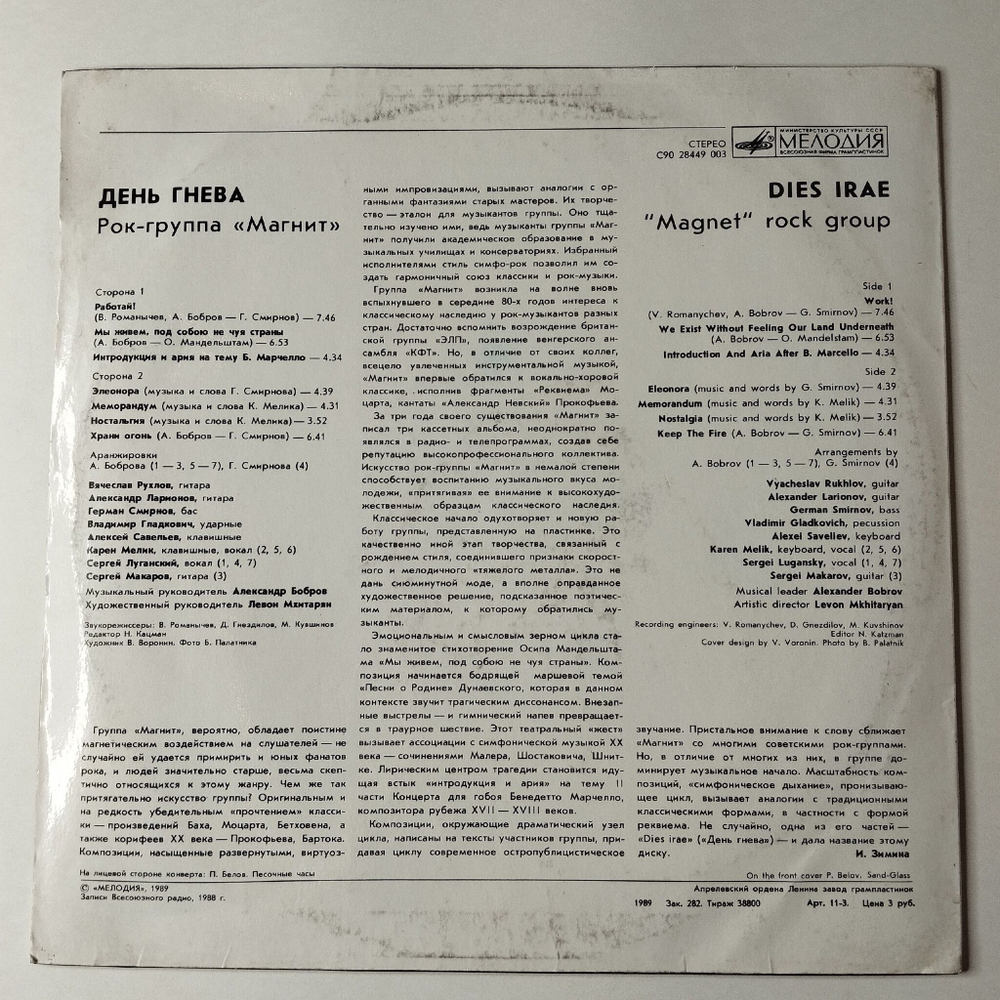 СТЕРЕО
С90 28449 003
МИНИСТЕРСТВО КУЛЬТУРЫ СССР
МЕЛОДИЯ
ВСЕСОЮЗНАЯ ФИРМА ГРАМПЛАСТИНОК
ДЕНЬ ГНЕВА
Рок-группа «Магнит»
Сторона 1
Работай!
(В. Романычев, А. Бобров — Г. Смирнов) — 7.46
Мы живем, под собою не чуя страны
(А. Бобров — О. Мандельштам) — 6.53
Интродукция и ария на тему Б. Марчелло — 4.34
Сторона 2
Элеонора (музыка и слова Г. Смирнова) — 4.39
Меморандум (музыка и слова К. Мелика) — 4.31
Ностальгия (музыка и слова К. Мелика) — 3.52
Храни огонь (А. Бобров — Г. Смирнов) — 6.41
Аранжировки
А. Боброва (1 — 3, 5 — 7), Г. Смирнова (4)
Вячеслав Рухлов, гитара
Александр Ларионов, гитара
Герман Смирнов, бас
Владимир Гладкович, ударные
Алексей Савельев, клавишные
Карен Мелик, клавишные, вокал (2, 5, 6)
Сергей Луганский, вокал (1, 4, 7)
Сергей Макаров, гитара (3)
Музыкальный руководитель Александр Бобров
Художественный руководитель Левон Мхитарян
Звукорежиссеры: В. Романычев, Д. Гнездилов, М. Кувшинов
Редактор Н. Кацман
Художник В. Воронин. Фото Б. Палатника
DIES IRAE
"Magnet" rock group
Side 1
Work!
(V. Romanychev, A. Bobrov — G. Smirnov) — 7.46
We Exist Without Feeling Our Land Underneath
(A. Bobrov — O. Mandelstam) — 6.53
Introduction And Aria After B. Marcello — 4.34
Side 2
Eleonora (music and words by G. Smirnov) — 4.39
Memorandum (music and words by K. Melik) — 4.31
Nostalgia (music and words by K. Melik) — 3.52
Keep The Fire (A. Bobrov — G. Smirnov) — 6.41
Arrangements by
A. Bobrov (1 — 3, 5 — 7), G. Smirnov (4)
Vyacheslav Rukhlov, guitar
Alexander Larionov, guitar
German Smirnov, bass
Vladimir Gladkovich, pecussion
Alexel Saveliev, keyboard
Karen Melik, keyboard, vocal (2, 5, 6)
Sergei Lugansky, vocal (1, 4, 7)
Sergei Makarov, guitar (3)
Musical leader Alexander Bobrov
Artistic director Levon Mkhitaryan
Recording engineers: V. Romanychev, D. Gnezdilov, M. Kuvshinov
Editor N. Katzman
Cover design by V. Voronin. Photo by B. Palatnik
Группа «Магнит», вероятно, обладает поистине
магнетическим воздействием на слушателей — не
случайно ей удается примирить и юных фанатов
рока, и людей значительно старше, весьма скеп-
тично относящихся к этому жанру. Чем же так
притягательно искусство группы? Оригинальным и
на редкость убедительным «прочтением» класси-
ки — произведений Баха, Моцарта, Бетховена, а
также корифеев XX века — Прокофьева, Бартока.
Композиции, насыщенные развернутыми, виртуоз-
ными импровизациями, вызывают аналогии с ор-
ганными фантазиями старых мастеров. Их творче-
ство — эталон для музыкантов группы. Оно тща-
тельно изучено ими, ведь музыканты группы «Маг-
нит» получили академическое образование в му-
зыкальных училищах и консерваториях. Избранный
исполнителями стиль симфо-рок позволил им со-
здать гармоничный союз классики и рок-музыки.
Группа «Магнит» возникла на волне вновь
вспыхнувшего в середине 80-х годов интереса к
классическому наследию у рок-музыкантов разных
стран. Достаточно вспомнить возрождение британ-
ской группы «ЭЛП», появление венгерского ан-
самбля «КФТ». Но, в отличие от своих коллег,
всецело увлеченных инструментальной музыкой,
«Магнит» впервые обратился к вокально-хоровой
классике, исполнив фрагменты «Реквиема» Мо-
царта, кантаты «Александр Невский» Прокофьева.
За три года своего существования «Магнит» за-
писал три кассетных альбома, неоднократно по-
являлся в радио- и телепрограммах, создав себе
репутацию высокопрофессионального коллектива.
Искусство рок-группы «Магнит» в немалой степени
способствует воспитанию музыкального вкуса мо-
лодежи, «притягивая» ее внимание к высокохудо-
жественным образцам классического наследия.
Классическое начало одухотворяет и новую ра-
боту группы, представленную на пластинке. Это
качественно иной этап творчества, связанный с
рождением стиля, соединившего признаки скорост-
ного и мелодичного «тяжелого металла». Это не
дань сиюминутной моде, а вполне оправданное
художественное решение, подсказанное поэтичес-
ким материалом, к которому обратились му-
зыканты.
Эмоциональным и смысловым зерном цикла ста-
ло знаменитое стихотворение Осипа Мандельшта-
ма «Мы живем, под собою не чуя страны». Ком-
позиция начинается бодрящей маршевой темой
«Песни о Родине» Дунаевского, которая в данном
контексте звучит трагическим диссонансом. Внезап-
ные выстрелы — и гимнический напев превращает-
ся в траурное шествие. Этот театральный «жест»
вызывает ассоциации с симфонической музыкой XX
века — сочинениями Малера, Шостаковича, Шнит-
ке. Лирическим центром трагедии становится иду-
щая встык «интродукция и ария» на тему II
части Концерта для гобоя Бенедетто Марчелло,
композитора рубежа XVII — XVIII веков.
Композиции, окружающие драматический узел
цикла, написаны на тексты участников группы, при-
давая циклу современное остропублицистическое
звучание. Пристальное внимание к слову сближает
«Магнит» со многими советскими рок-группами.
Но, в отличие от многих из них, в группе до-
минирует музыкальное начало. Масштабность ком-
позиций, «симфоническое дыхание», пронизываю-
щее цикл, вызывает аналогии с традиционными
классическими формами, в частности с формой
реквиема. Не случайно, одна из его частей —
«Dies irae» («День гнева») — и дала название этому
диску. И. Зимина
На лицевой стороне конверта: П. Белов. Песочные часы
On the front cover P. Belov. Sand-Glass
© «МЕЛОДИЯ», 1989
Записи Всесоюзного радио, 1988 г.
Апрелевский ордена Ленина завод грампластинок
1989 Зак. 282. Тираж 38800 Арт. 11-3. Цена 3 руб.